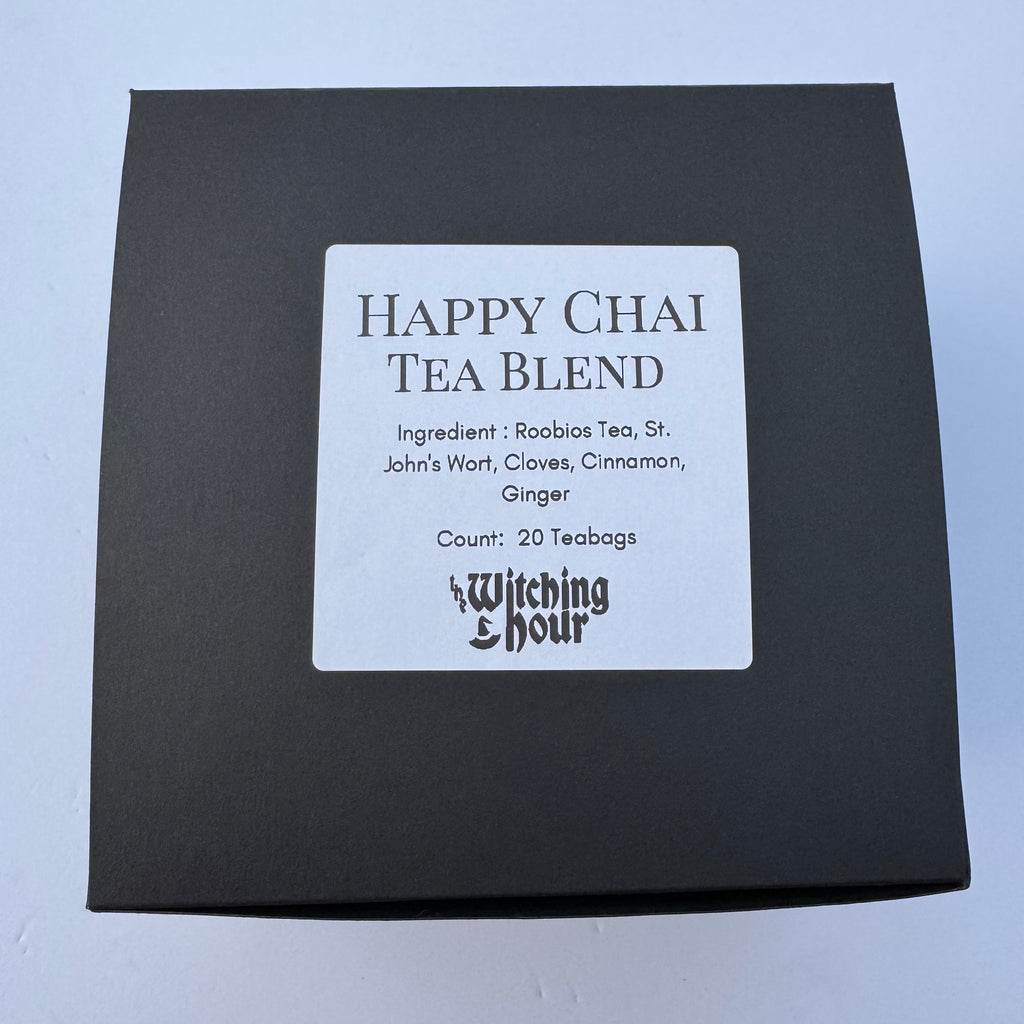 HAPPY CHAI
TEA BLEND
Ingredient : Roobios Tea, St.
John's Wort, Cloves, Cinnamon,
Ginger
Count: 20 Teabags
the Witching
hour